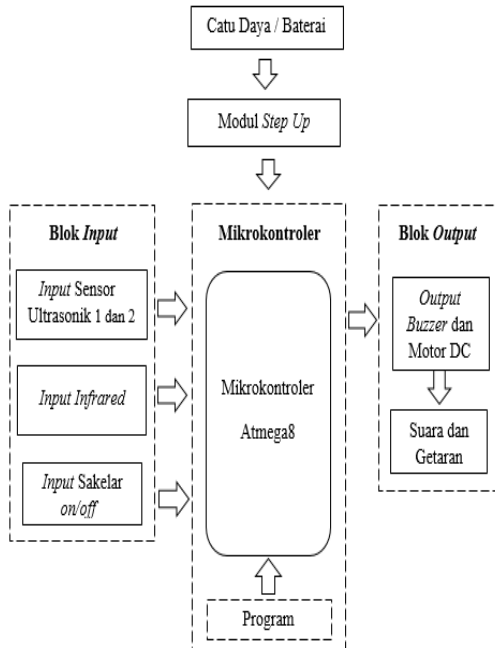 Catu Daya / Baterai
Modul Step Up
Blok Input
Input Sensor
Ultrasonik 1 dan 2
Input Infrared
Input Sakelar
on/off
Mikrokontroler
Mikrokontroler
Atmega8
Program
Blok Output
Output
Buzzer dan
Motor DC
Suara dan
Getaran